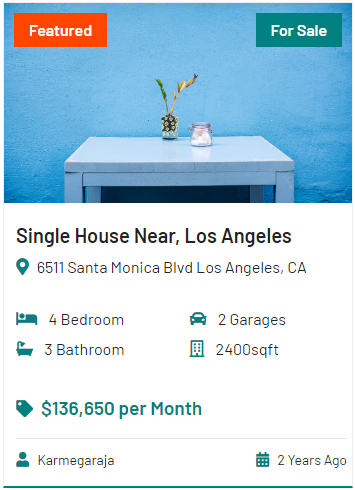 Featured
For Sale
Single House Near, Los Angeles
6511 Santa Monica Blvd Los Angeles, CA
4 Bedroom
2 Garages
3 Bathroom
2400sqft
$136,650 per Month
Karmegaraja
2 Years Ago